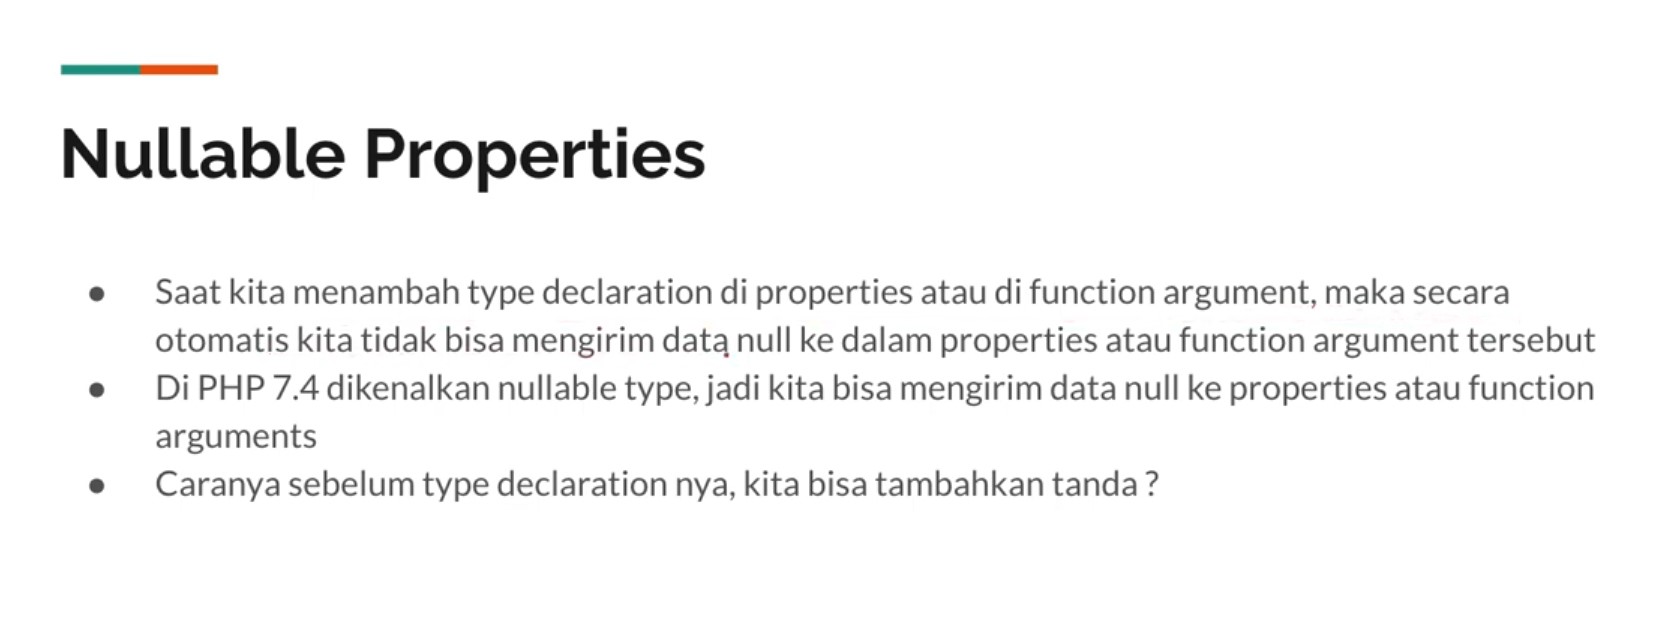 Nullable Properties
● Saat kita menambah type declaration di properties atau di function argument, maka secara
otomatis kita tidak bisa mengirim data null ke dalam properties atau function argument tersebut
● Di PHP 7.4 dikenalkan nullable type, jadi kita bisa mengirim data null ke properties atau function
arguments
● Caranya sebelum type declaration nya, kita bisa tambahkan tanda ?